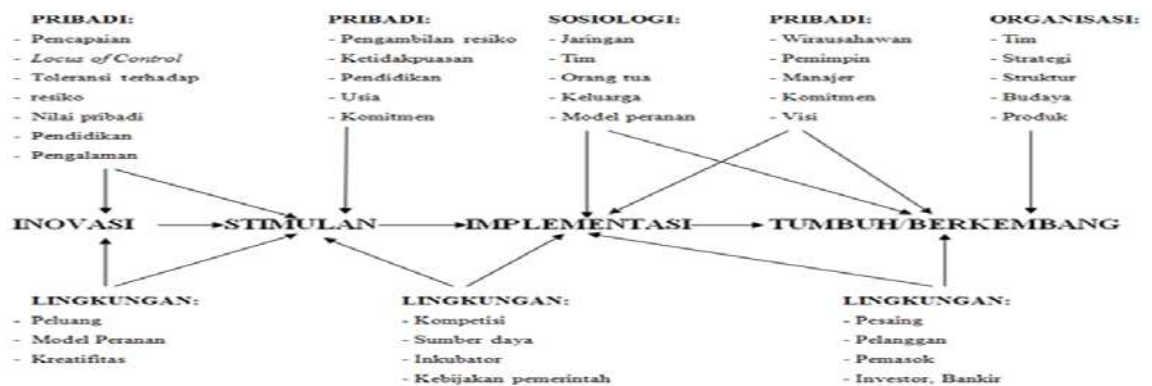 PRIBADI:
- Pencapaian
- Locus of Control
- Toleransi terhadap
- resiko
- Nilai pribadi
- Pendidikan
- Pengalaman
PRIBADI:
- Pengambilan resiko
- Ketidakpuasan
- Pendidikan
- Usia
- Komitmen
SOSIOLOGI:
- Jaringan
- Tim
- Orang tua
- Keluarga
- Model peranan
PRIBADI:
- Wirausahawan
- Pemimpin
- Manajer
- Komitmen
- Visi
ORGANISASI:
- Tim
- Strategi
- Struktur
- Budaya
- Produk
INOVASI STIMULAN IMPLEMENTASI TUMBUH/BERKEMBANG
LINGKUNGAN:
- Peluang
- Model Peranan
- Kreatifitas
LINGKUNGAN:
- Kompetisi
- Sumber daya
- Inkubator
- Kebijakan pemerintah
LINGKUNGAN:
- Pesaing
- Pelanggan
- Pemasok
- Investor, Bankir